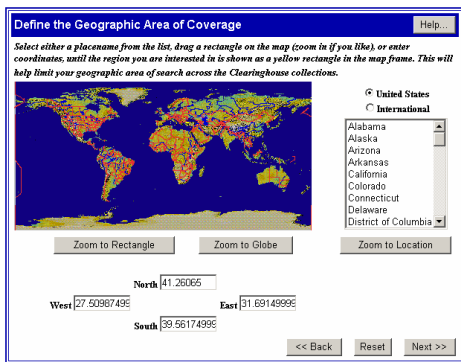 Define the Geographic Area of Coverage
Help...
Select either a placename from the list, drag a rectangle on the map (zoom in if you like), or enter
coordinates, until the region you are interested in is shown as a yellow rectangle in the map frame. This will
help limit your geographic area of search across the Clearinghouse collections.
United States
International
Alabama
Alaska
Arizona
Arkansas
California
Colorado
Connecticut
Delaware
District of Columbia
Zoom to Rectangle
Zoom to Globe
Zoom to Location
North 41.26065
West 27.50987499 East 31.69149999
South 39.56174999
<< Back
Reset
Next >>